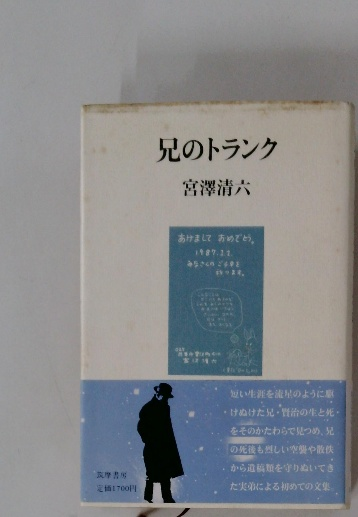 兄のトランク
宮澤清六
あけまして おめでとう。
1987.1.1
短い生涯を流星のように駆
けぬけた兄・賢治の生と死
をそのかたわらで見つめ、兄
の死後も烈しい空襲や散佚
から遺稿類を守りぬいてき
た実弟による初めての文集。
筑摩書房
定価1700円